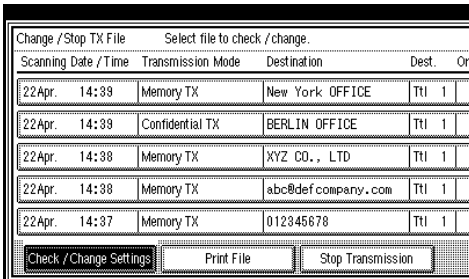 Change / Stop TX File Select file to check / change.
Scanning Date / Time Transmission Mode Destination Dest. Or
22Apr. 14:39 Memory TX New York OFFICE Ttl 1
22Apr. 14:39 Confidential TX BERLIN OFFICE Ttl 1
22Apr. 14:38 Memory TX XYZ CO., LTD Ttl 1
22Apr. 14:38 Memory TX abc@defcompany.com Ttl 1
22Apr. 14:37 Memory TX 012345678 Ttl 1
Check / Change Settings Print File Stop Transmission